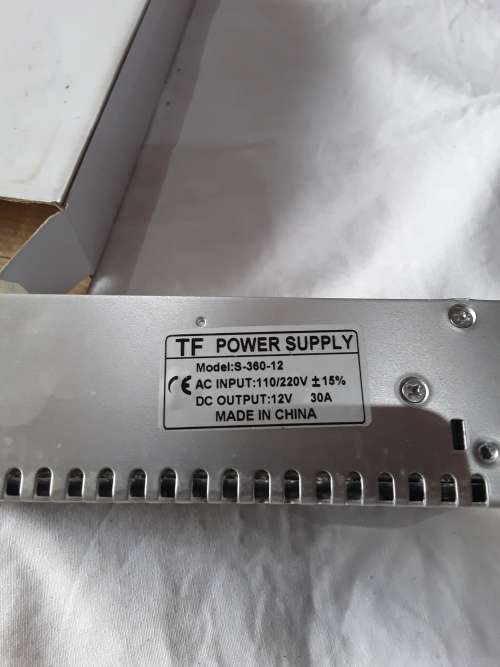 TF POWER SUPPLY
Model:S-360-12
CE AC INPUT:110/220V ±15%
DC OUTPUT:12V 30A
MADE IN CHINA